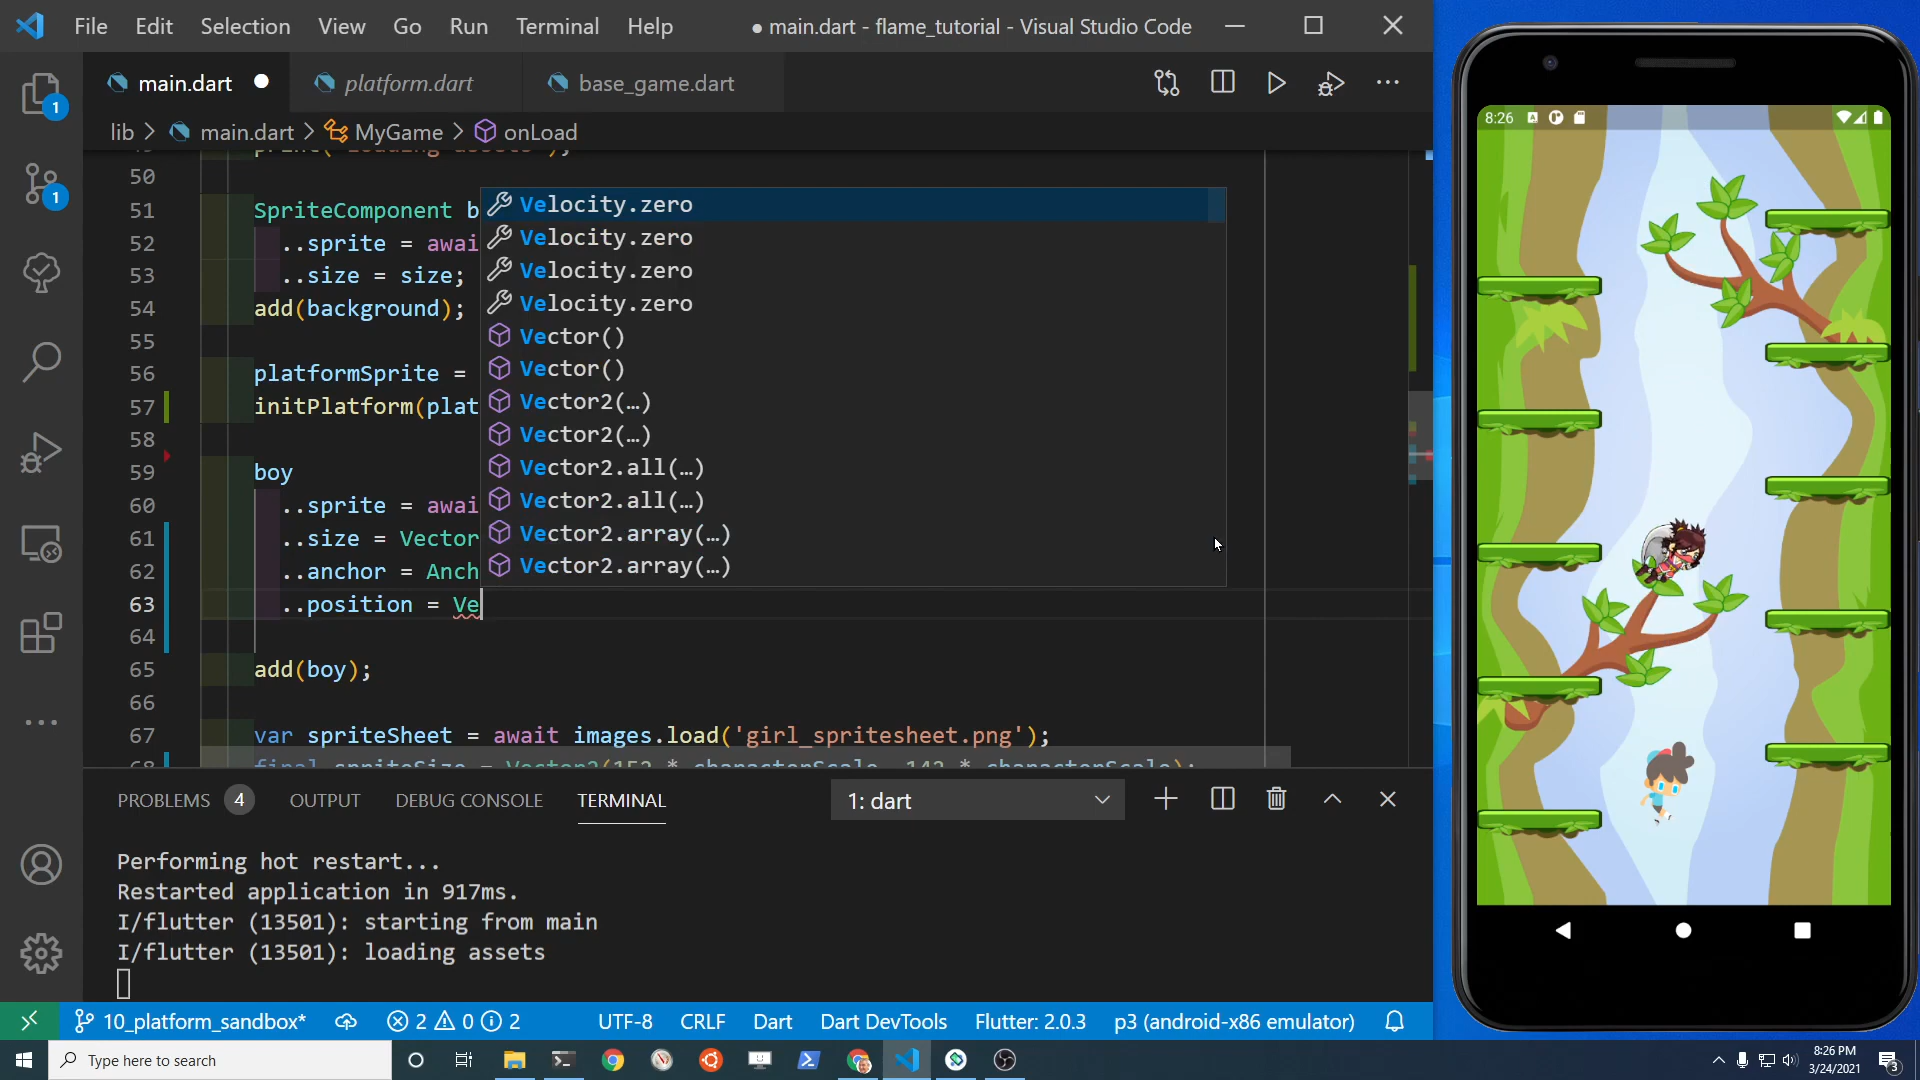 File Edit Selection View Go Run Terminal Help
● main.dart - flame_tutorial - Visual Studio Code
main.dart platform.dart base_game.dart
lib > main.dart > MyGame > onLoad
50
51 SpriteComponent b
52 ..sprite = awai
53 ..size = size;
54 add(background);
55
56 platformSprite =
57 initPlatform(plat
58
59 boy
60 ..sprite = awai
61 ..size = Vector
62 ..anchor = Anch
63 ..position = Ve
64
65 add(boy);
66
67 var spriteSheet = await images.load('girl_spritesheet.png');
Velocity.zero
Velocity.zero
Velocity.zero
Velocity.zero
Vector()
Vector()
Vector2(…)
Vector2(…)
Vector2.all(…)
Vector2.all(…)
Vector2.array(…)
Vector2.array(…)
1
1
PROBLEMS 4 OUTPUT DEBUG CONSOLE TERMINAL
1: dart
Performing hot restart...
Restarted application in 917ms.
I/flutter (13501): starting from main
I/flutter (13501): loading assets
10_platform_sandbox* 2 0 2 UTF-8 CRLF Dart Dart DevTools Flutter: 2.0.3 p3 (android-x86 emulator)
8:26
Type here to search
8:26 PM
3/24/2021
3